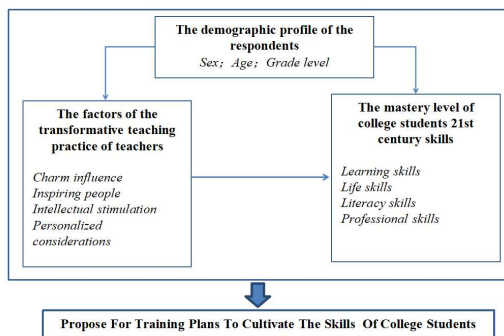 The demographic profile of the
respondents
Sex；Age；Grade level
The factors of the
transformative teaching
practice of teachers
Charm influence
Inspiring people
Intellectual stimulation
Personalized
considerations
The mastery level of
college students 21st
century skills
Learning skills
Life skills
Literacy skills
Professional skills
Propose For Training Plans To Cultivate The Skills Of College Students